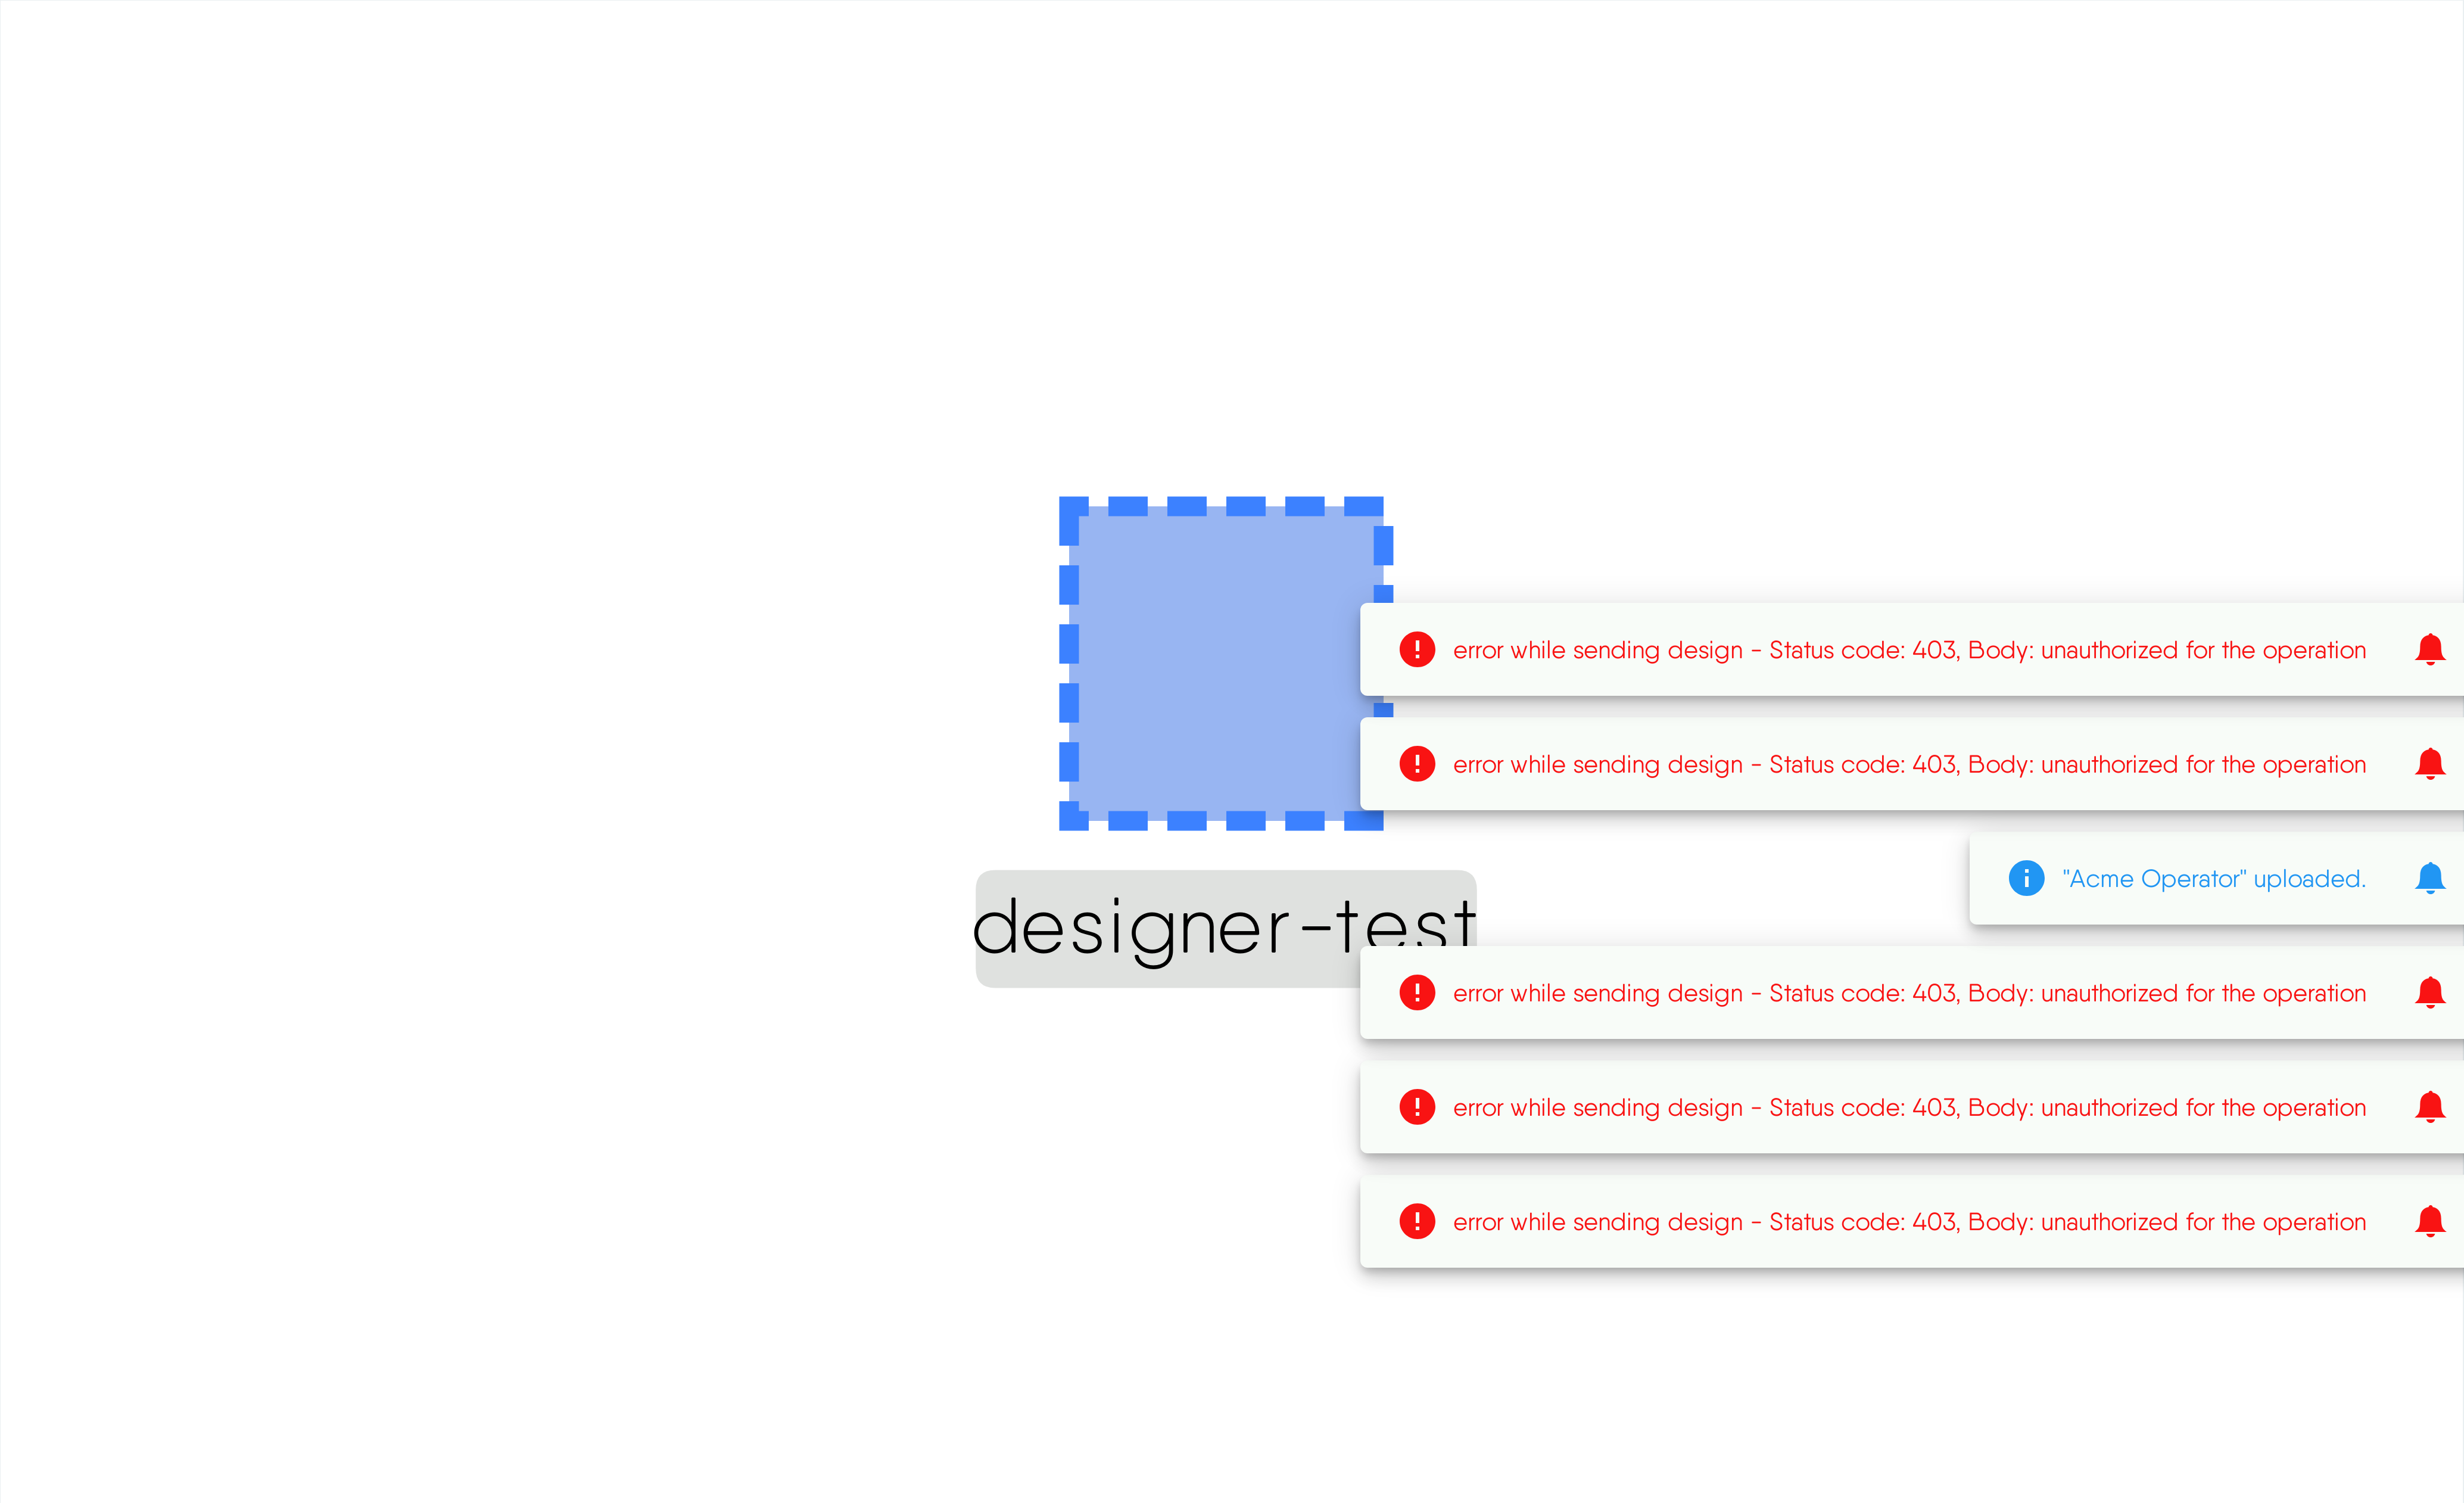 error while sending design - Status code: 403, Body: unauthorized for the operation
error while sending design - Status code: 403, Body: unauthorized for the operation
"Acme Operator" uploaded.
designer-test
error while sending design - Status code: 403, Body: unauthorized for the operation
error while sending design - Status code: 403, Body: unauthorized for the operation
error while sending design - Status code: 403, Body: unauthorized for the operation